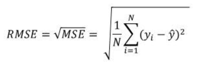 RMSE = √MSE = √(1/N ∑_{i=1}^{N} (y_i − ŷ)²)